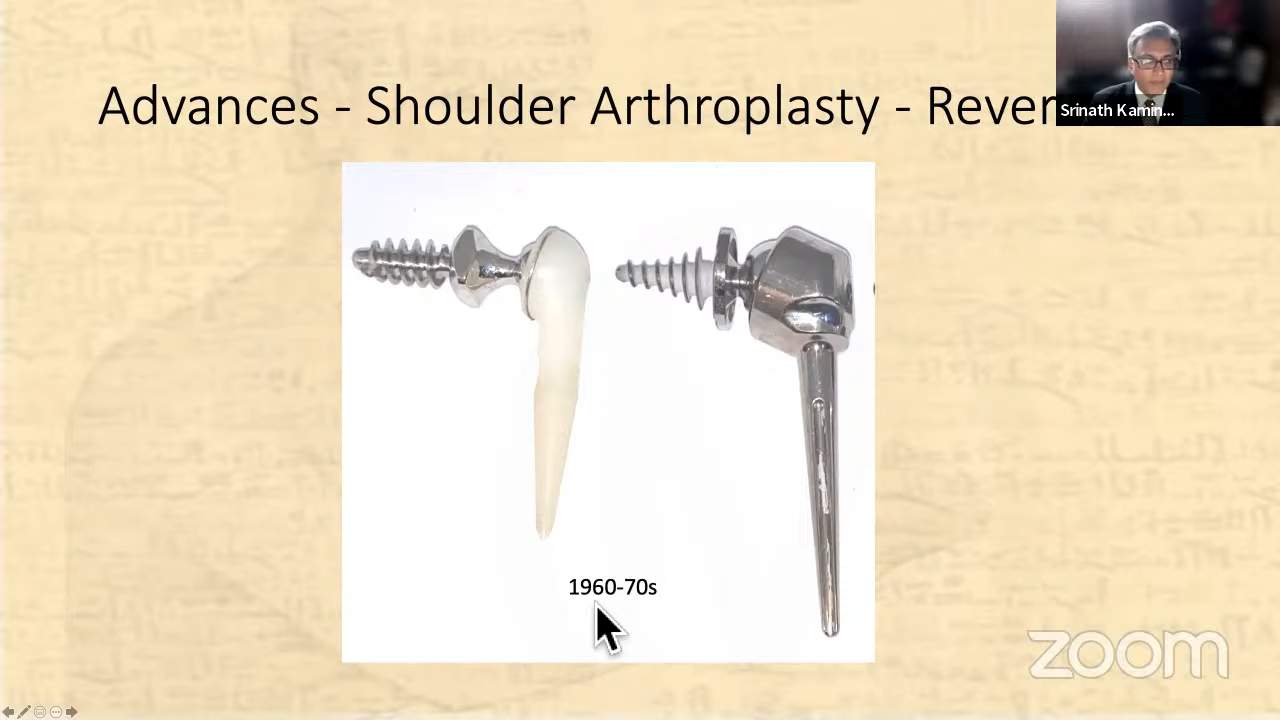 Advances - Shoulder Arthroplasty - Rever
Srinath Kamin...
1960-70s
zoom